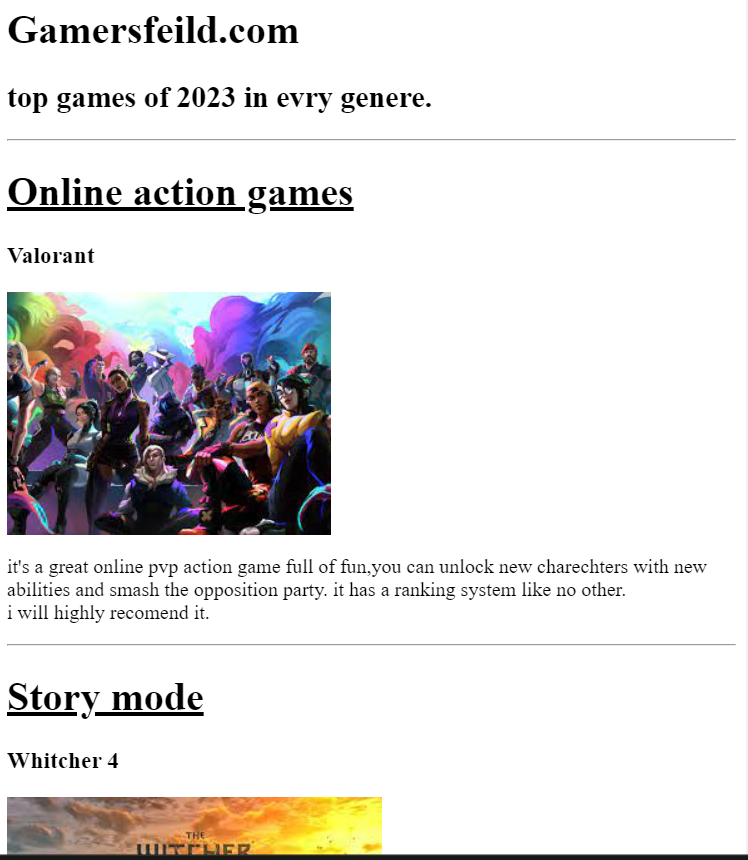 Gamersfeild.com
top games of 2023 in evry genere.
Online action games
Valorant
it's a great online pvp action game full of fun,you can unlock new charechters with new
abilities and smash the opposition party. it has a ranking system like no other.
i will highly recomend it.
Story mode
Whitcher 4
THE
WITCHER